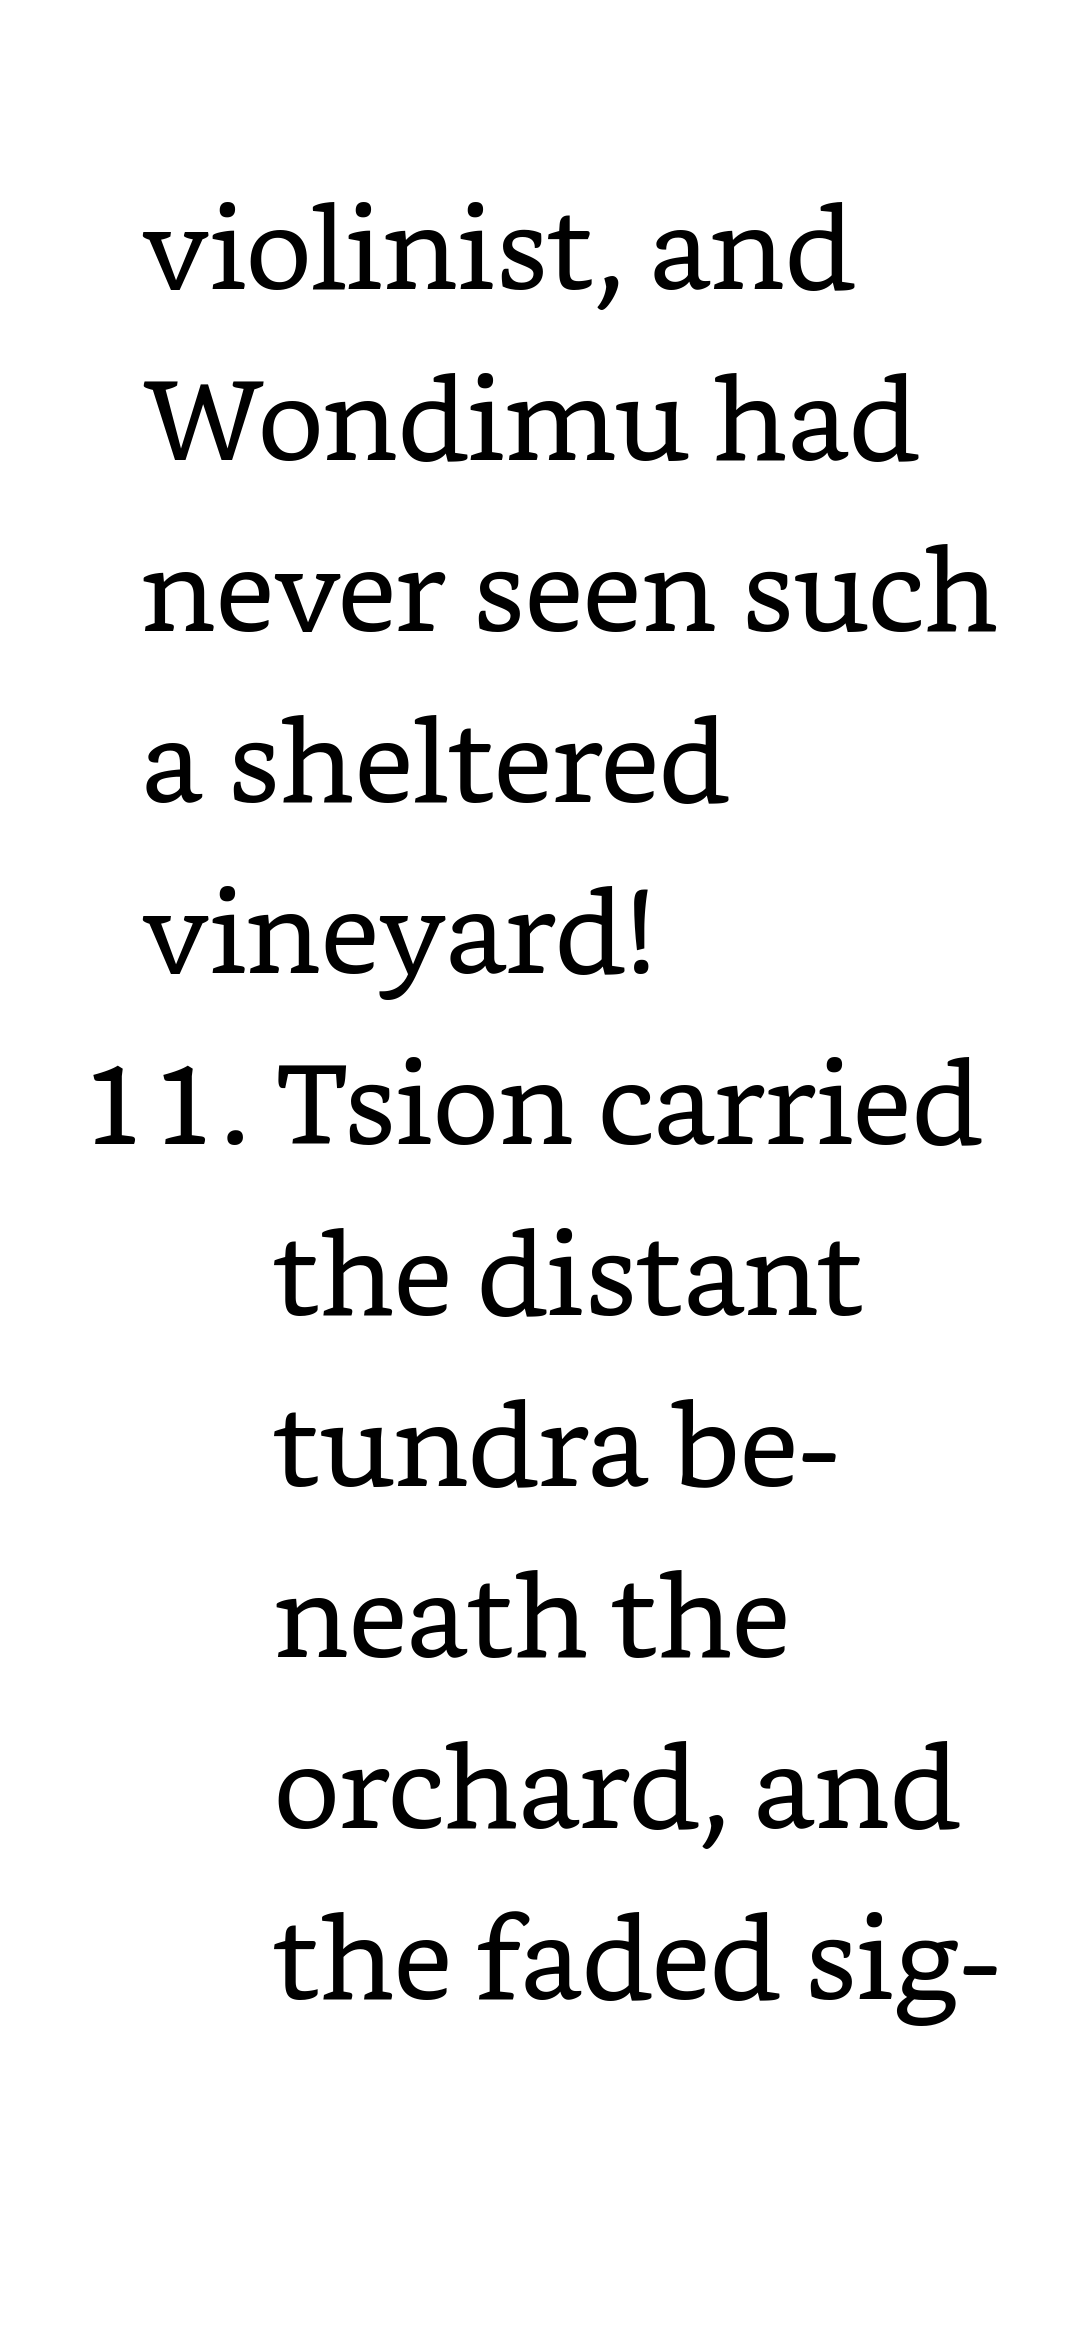 violinist, and
Wondimu had
never seen such
a sheltered
vineyard!
11. Tsion carried
the distant
tundra be-
neath the
orchard, and
the faded sig-